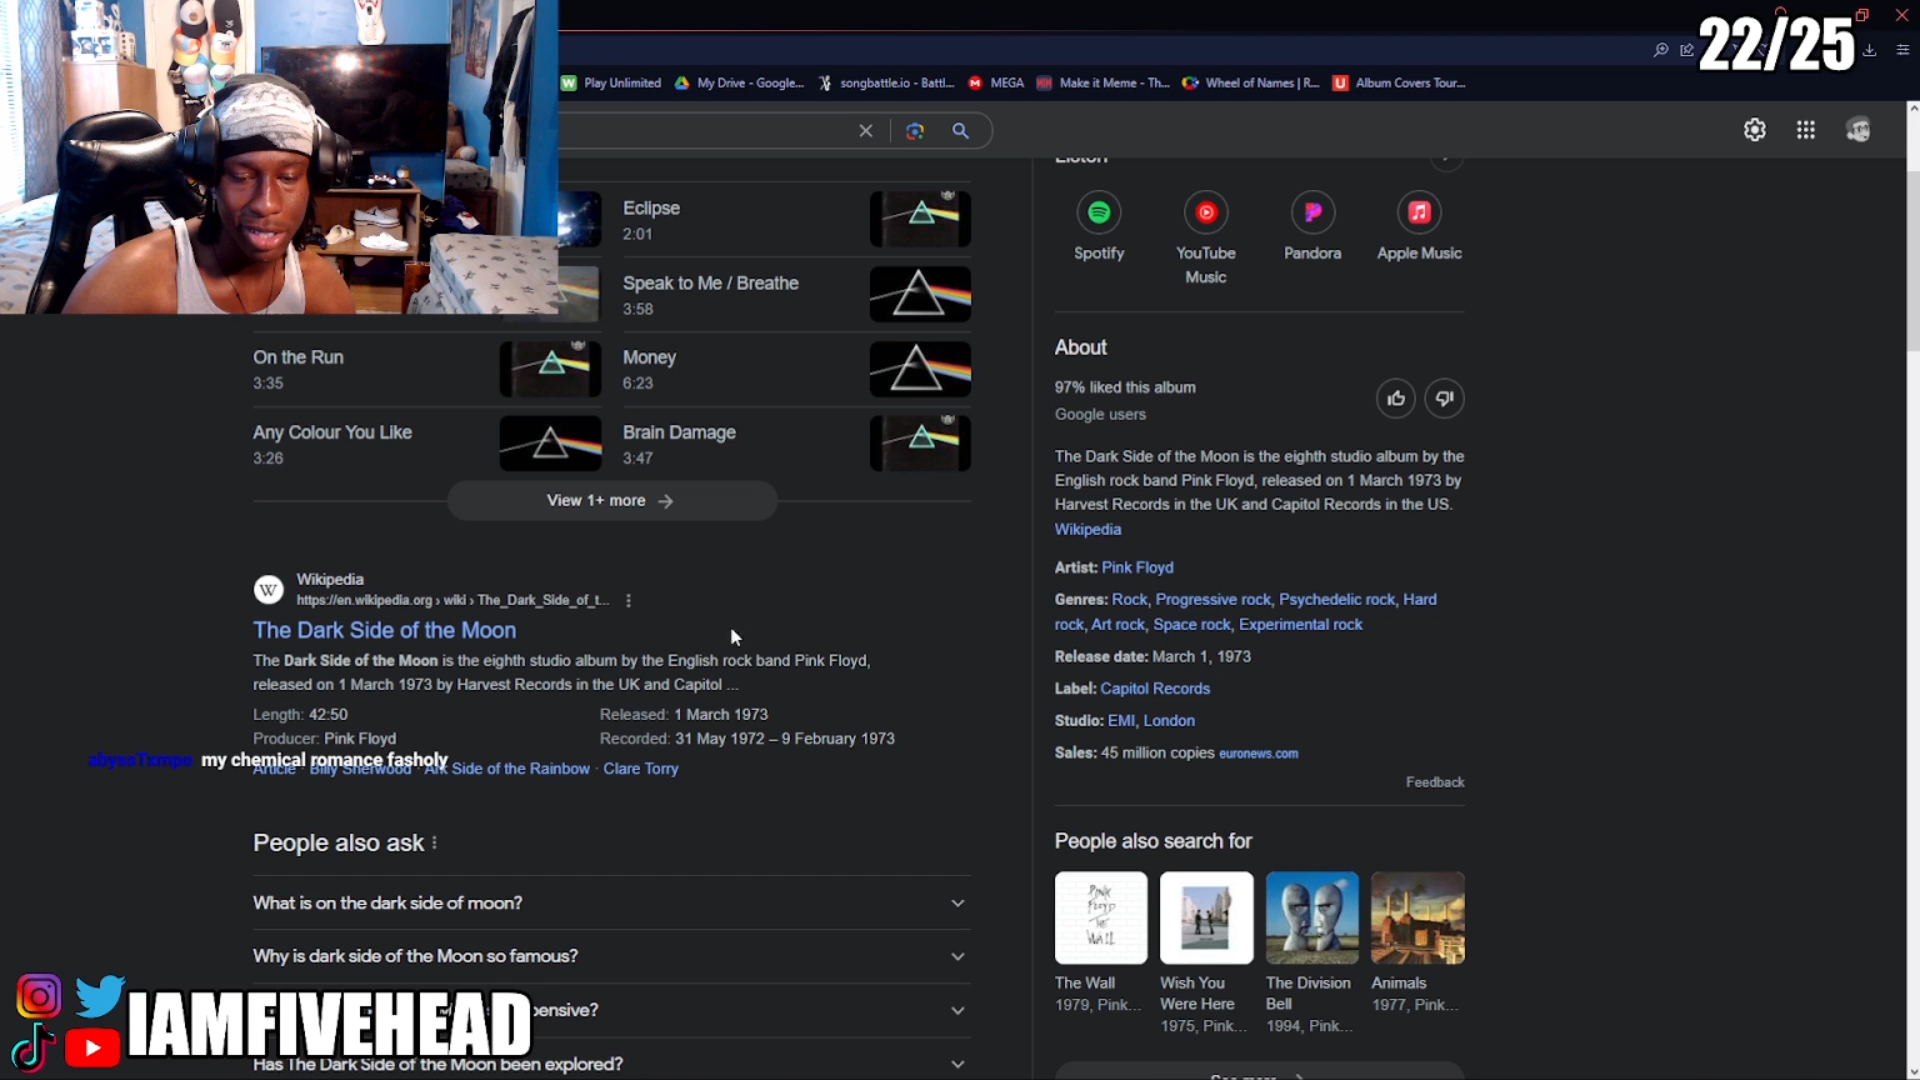 22/25
Play Unlimited
My Drive - Google...
songbattle.io - Battl...
MEGA
Make it Meme - Th...
Wheel of Names | R...
Album Covers Tour...
Eclipse
2:01
Speak to Me / Breathe
3:58
On the Run
3:35
Money
6:23
Any Colour You Like
3:26
Brain Damage
3:47
View 1+ more
Wikipedia
https://en.wikipedia.org › wiki › The_Dark_Side_of_t...
The Dark Side of the Moon
The Dark Side of the Moon is the eighth studio album by the English rock band Pink Floyd,
released on 1 March 1973 by Harvest Records in the UK and Capitol ...
Length: 42:50
Released: 1 March 1973
Producer: Pink Floyd
Recorded: 31 May 1972 – 9 February 1973
abyssTxmpo my chemical romance fasholy
Article · Billy Sherwood · Ark Side of the Rainbow · Clare Torry
People also ask
What is on the dark side of moon?
Why is dark side of the Moon so famous?
pensive?
Has The Dark Side of the Moon been explored?
IAMFIVEHEAD
Listen
Spotify
YouTube
Music
Pandora
Apple Music
About
97% liked this album
Google users
The Dark Side of the Moon is the eighth studio album by the
English rock band Pink Floyd, released on 1 March 1973 by
Harvest Records in the UK and Capitol Records in the US.
Wikipedia
Artist: Pink Floyd
Genres: Rock, Progressive rock, Psychedelic rock, Hard
rock, Art rock, Space rock, Experimental rock
Release date: March 1, 1973
Label: Capitol Records
Studio: EMI, London
Sales: 45 million copies euronews.com
Feedback
People also search for
PINK
FLOYD
THE
WALL
The Wall
1979, Pink...
Wish You
Were Here
1975, Pink...
The Division
Bell
1994, Pink...
Animals
1977, Pink...
See more